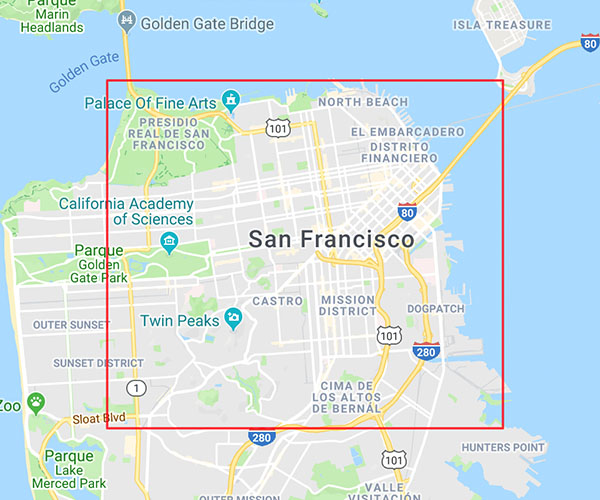 Parque
Marin
Headlands
Golden Gate Bridge
ISLA TREASURE
80
Golden Gate
Palace Of Fine Arts
NORTH BEACH
PRESIDIO
REAL DE SAN
FRANCISCO
101
EL EMBARCADERO
DISTRITO
FINANCIERO
California Academy
of Sciences
80
San Francisco
Parque
Golden
Gate Park
CASTRO
MISSION
DISTRICT
DOGPATCH
OUTER SUNSET
Twin Peaks
101
280
SUNSET DISTRICT
1
CIMA DE
LOS ALTOS
DE BERNAL
Zoo
Sloat Blvd
280
HUNTERS POINT
Parque
Lake
Merced Park
101
VALLE
VISITACIÓN
OUTER MISSION